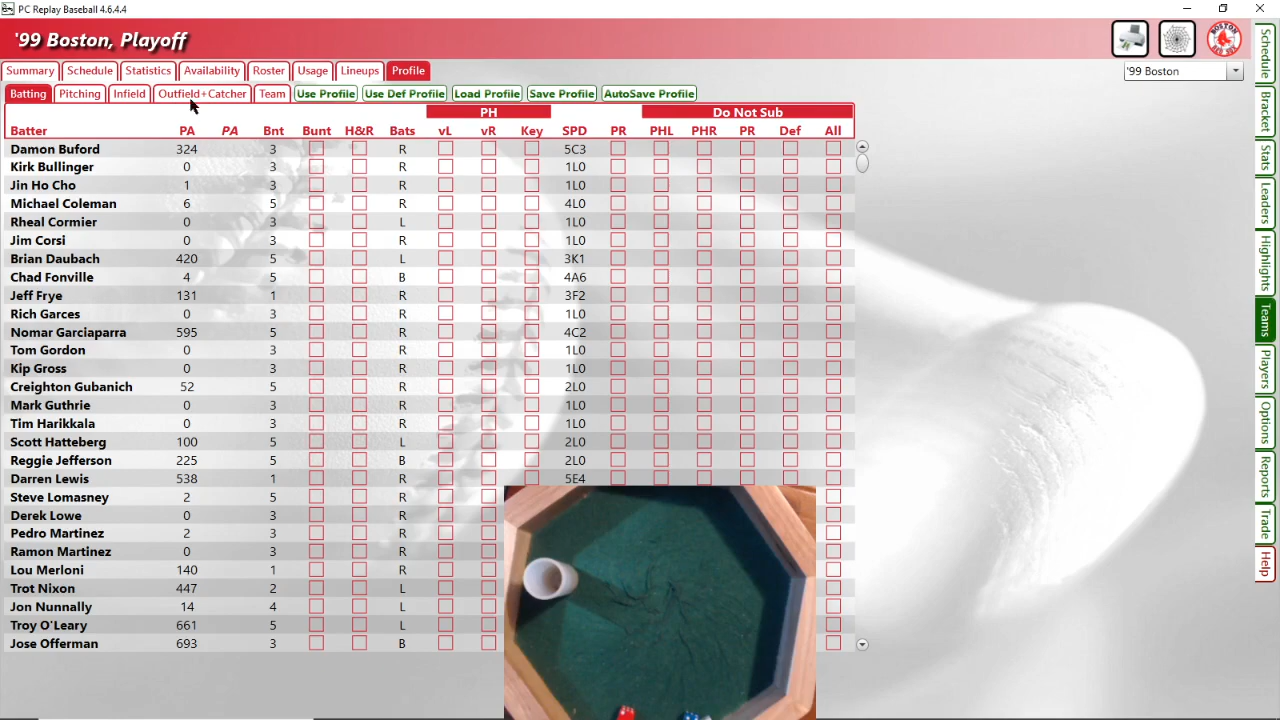 PC Replay Baseball 4.6.4.4
'99 Boston, Playoff
Summary Schedule Statistics Availability Roster Usage Lineups Profile
'99 Boston
Batting Pitching Infield Outfield+Catcher Team Use Profile Use Def Profile Load Profile Save Profile AutoSave Profile
PH Do Not Sub
Batter PA PA Bnt Bunt H&R Bats vL vR Key SPD PR PHL PHR PR Def All
Damon Buford 324 3 R 5C3
Kirk Bullinger 0 3 R 1L0
Jin Ho Cho 1 3 R 1L0
Michael Coleman 6 5 R 4L0
Rheal Cormier 0 3 L 1L0
Jim Corsi 0 3 R 1L0
Brian Daubach 420 5 L 3K1
Chad Fonville 4 5 B 4A6
Jeff Frye 131 1 R 3F2
Rich Garces 0 3 R 1L0
Nomar Garciaparra 595 5 R 4C2
Tom Gordon 0 3 R 1L0
Kip Gross 0 3 R 1L0
Creighton Gubanich 52 5 R 2L0
Mark Guthrie 0 3 R 1L0
Tim Harikkala 0 3 R 1L0
Scott Hatteberg 100 5 L 2L0
Reggie Jefferson 225 5 B 2L0
Darren Lewis 538 1 R 5E4
Steve Lomasney 2 5 R
Derek Lowe 0 3 R
Pedro Martinez 2 3 R
Ramon Martinez 0 3 R
Lou Merloni 140 1 R
Trot Nixon 447 2 L
Jon Nunnally 14 4 L
Troy O'Leary 661 5 L
Jose Offerman 693 3 B
Schedule
Bracket
Stats
Leaders
Highlights
Teams
Players
Options
Reports
Trade
Help